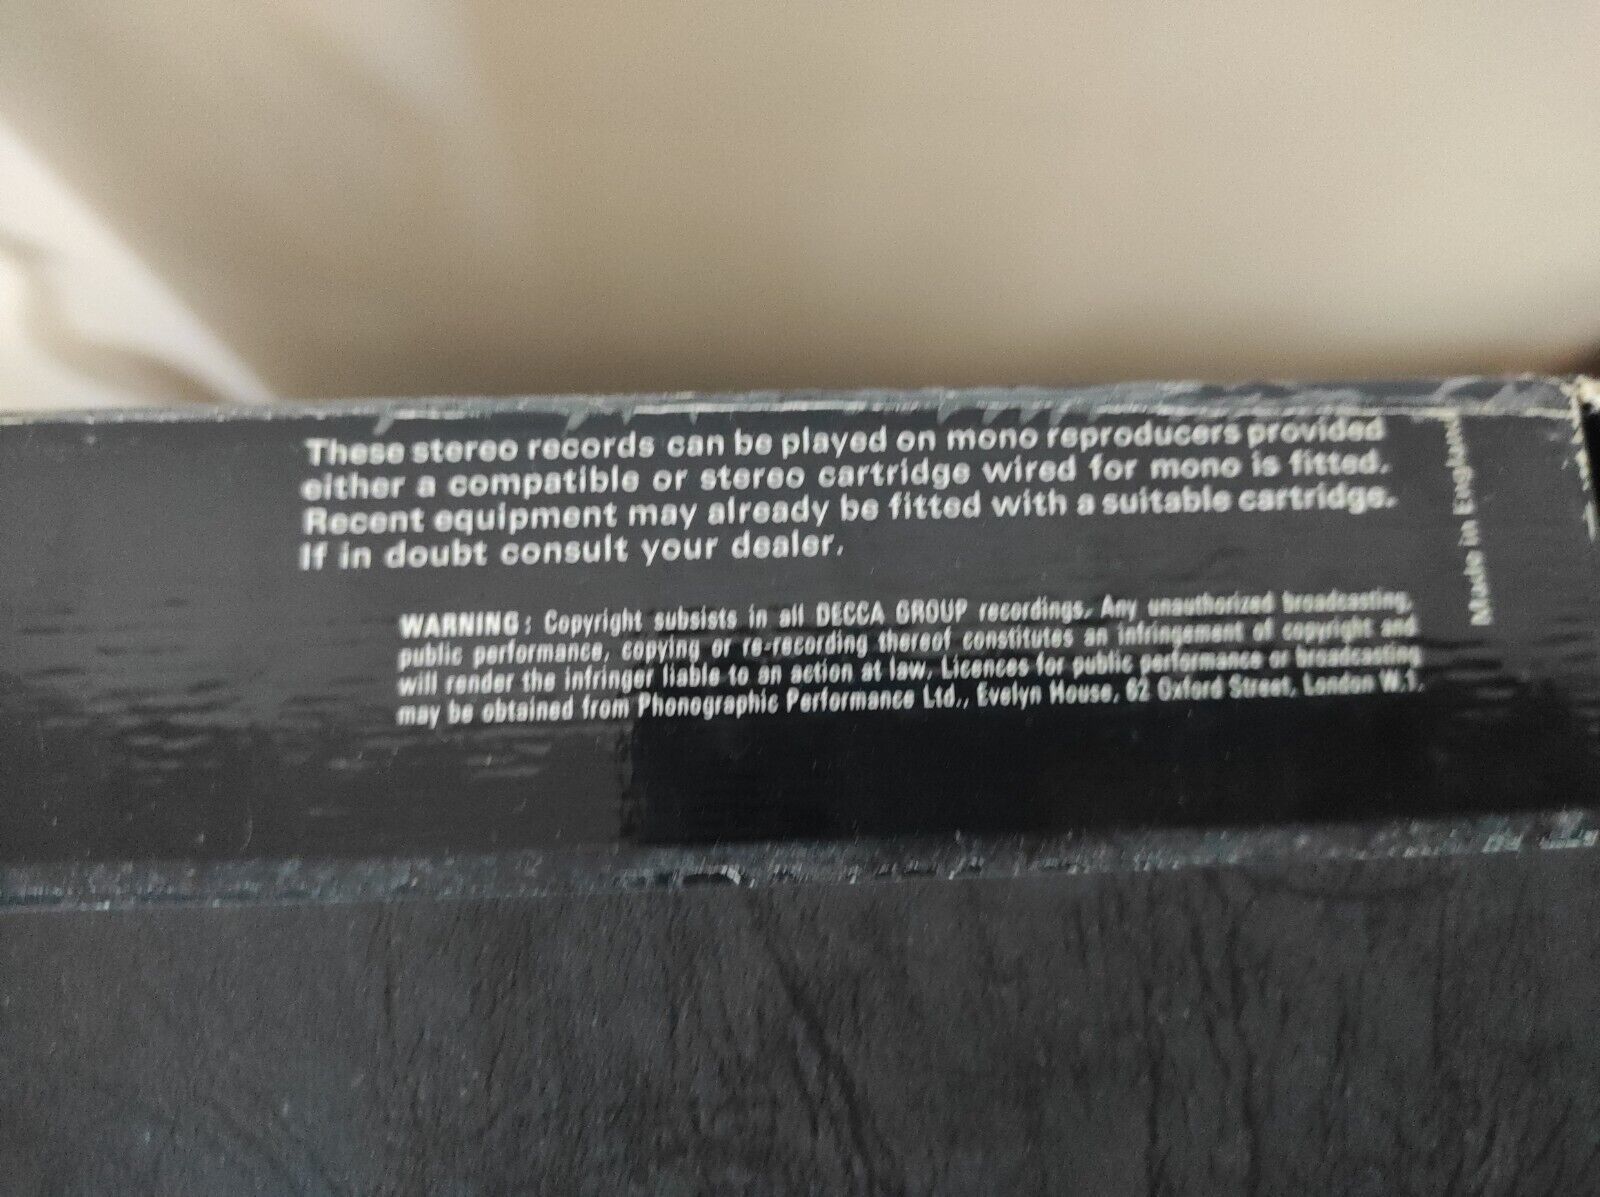 These stereo records can be played on mono reproducers provided
either a compatible or stereo cartridge wired for mono is fitted.
Recent equipment may already be fitted with a suitable cartridge.
If in doubt consult your dealer.
WARNING: Copyright subsists in all DECCA GROUP recordings. Any unauthorized broadcasting,
public performance, copying or re-recording thereof constitutes an infringement of copyright and
will render the infringer liable to an action at law. Licences for public performance or broadcasting
may be obtained from Phonographic Performance Ltd., Evelyn House, 62 Oxford Street, London W.1.
Made in England